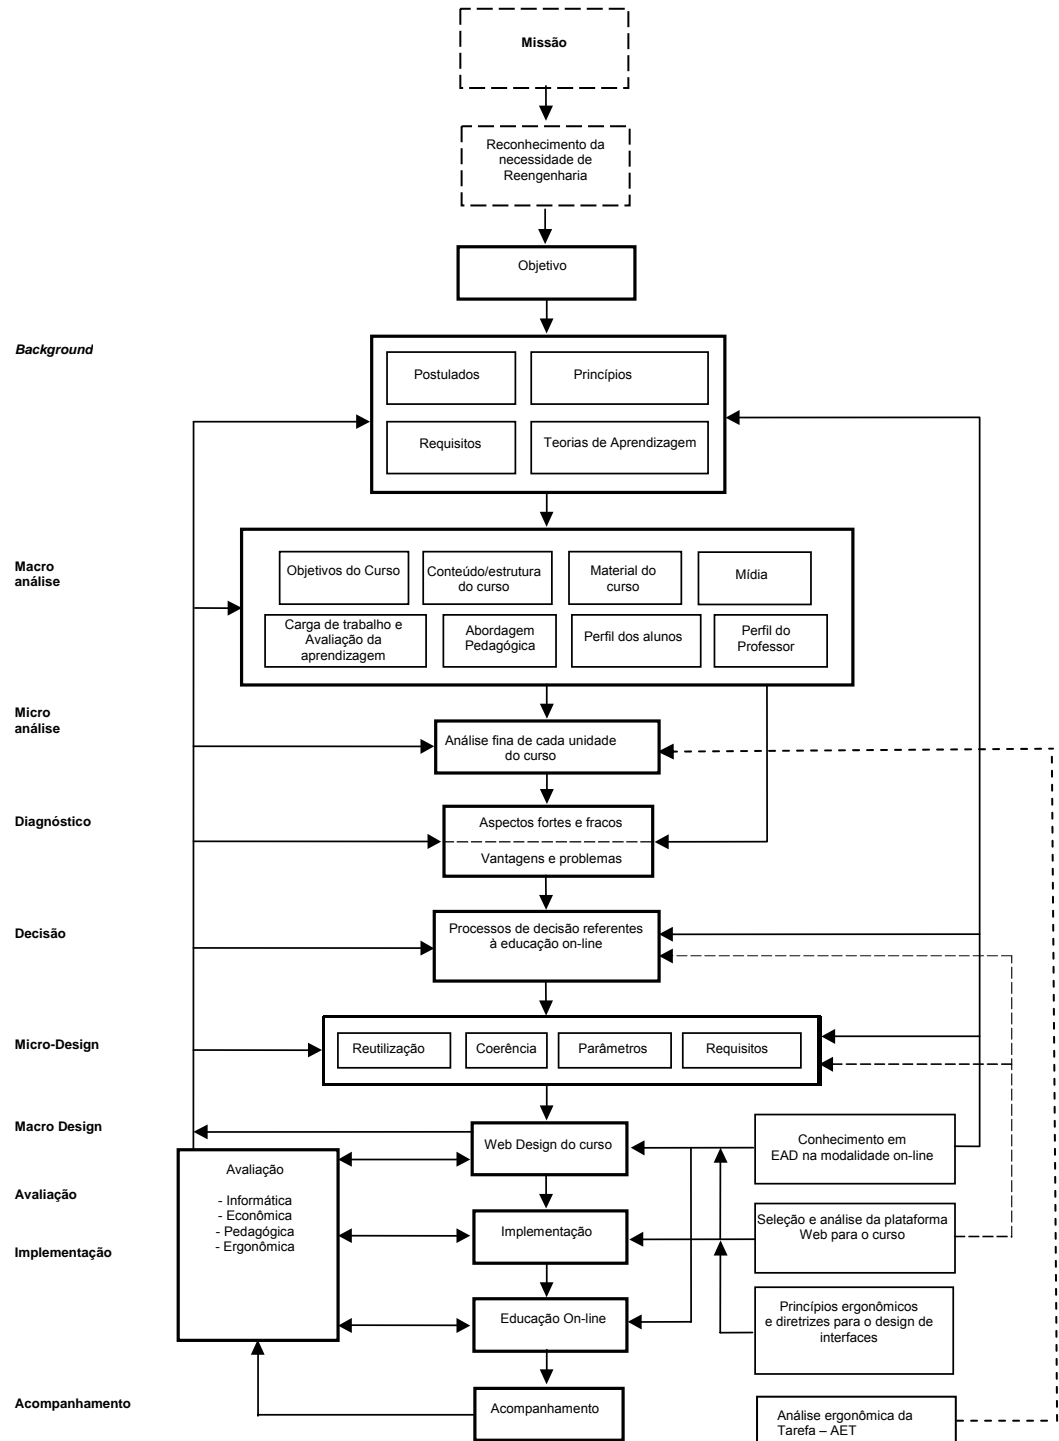 Missão
Reconhecimento da
necessidade de
Reengenharia
Objetivo
Background
Postulados
Princípios
Requisitos
Teorias de Aprendizagem
Macro
análise
Objetivos do Curso
Conteúdo/estrutura
do curso
Material do
curso
Mídia
Carga de trabalho e
Avaliação da
aprendizagem
Abordagem
Pedagógica
Perfil dos alunos
Perfil do
Professor
Micro
análise
Análise fina de cada unidade
do curso
Diagnóstico
Aspectos fortes e fracos
Vantagens e problemas
Decisão
Processos de decisão referentes
à educação on-line
Micro-Design
Reutilização
Coerência
Parâmetros
Requisitos
Macro Design
Web Design do curso
Conhecimento em
EAD na modalidade on-line
Avaliação
- Informática
- Econômica
- Pedagógica
- Ergonômica
Avaliação
Implementação
Implementação
Seleção e análise da plataforma
Web para o curso
Educação On-line
Princípios ergonômicos
e diretrizes para o design de
interfaces
Acompanhamento
Acompanhamento
Análise ergonômica da
Tarefa – AET